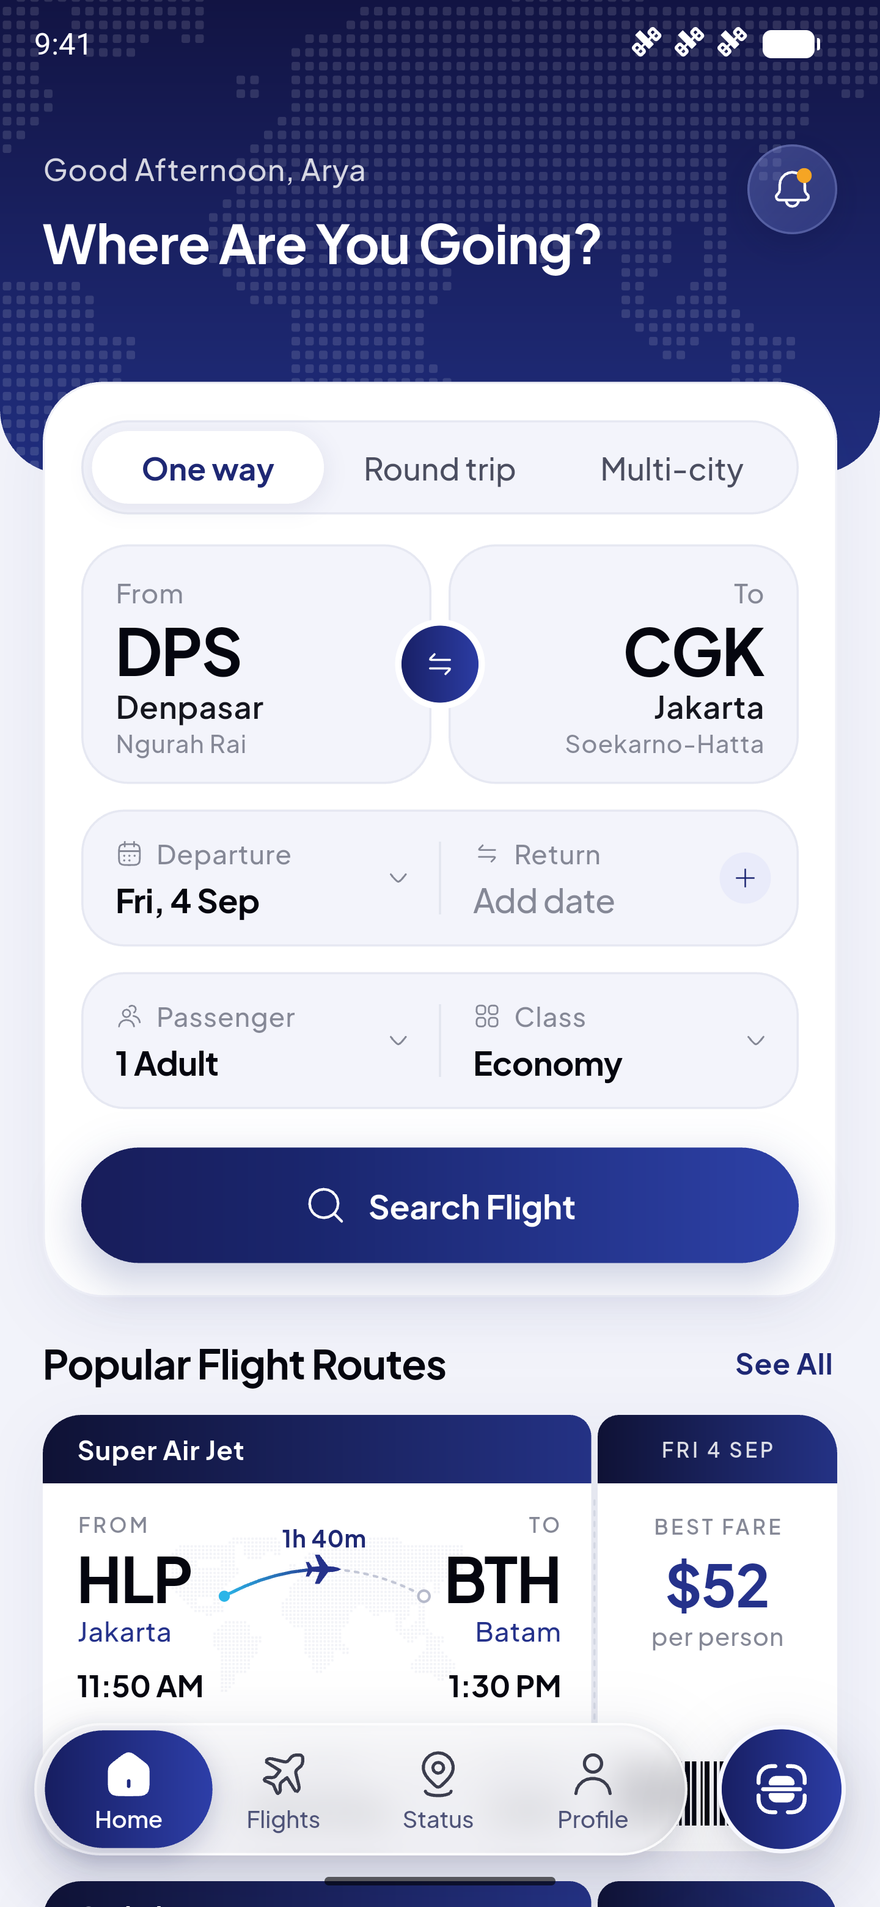 9:41
Good Afternoon, Arya
Where Are You Going?
One way Round trip Multi-city
From To
DPS CGK
Denpasar Jakarta
Ngurah Rai Soekarno-Hatta
Departure Return
Fri, 4 Sep Add date
Passenger Class
1 Adult Economy
Search Flight
Popular Flight Routes See All
Super Air Jet FRI 4 SEP
FROM 1h 40m TO BEST FARE
HLP BTH $52
Jakarta Batam per person
11:50 AM 1:30 PM
Home Flights Status Profile